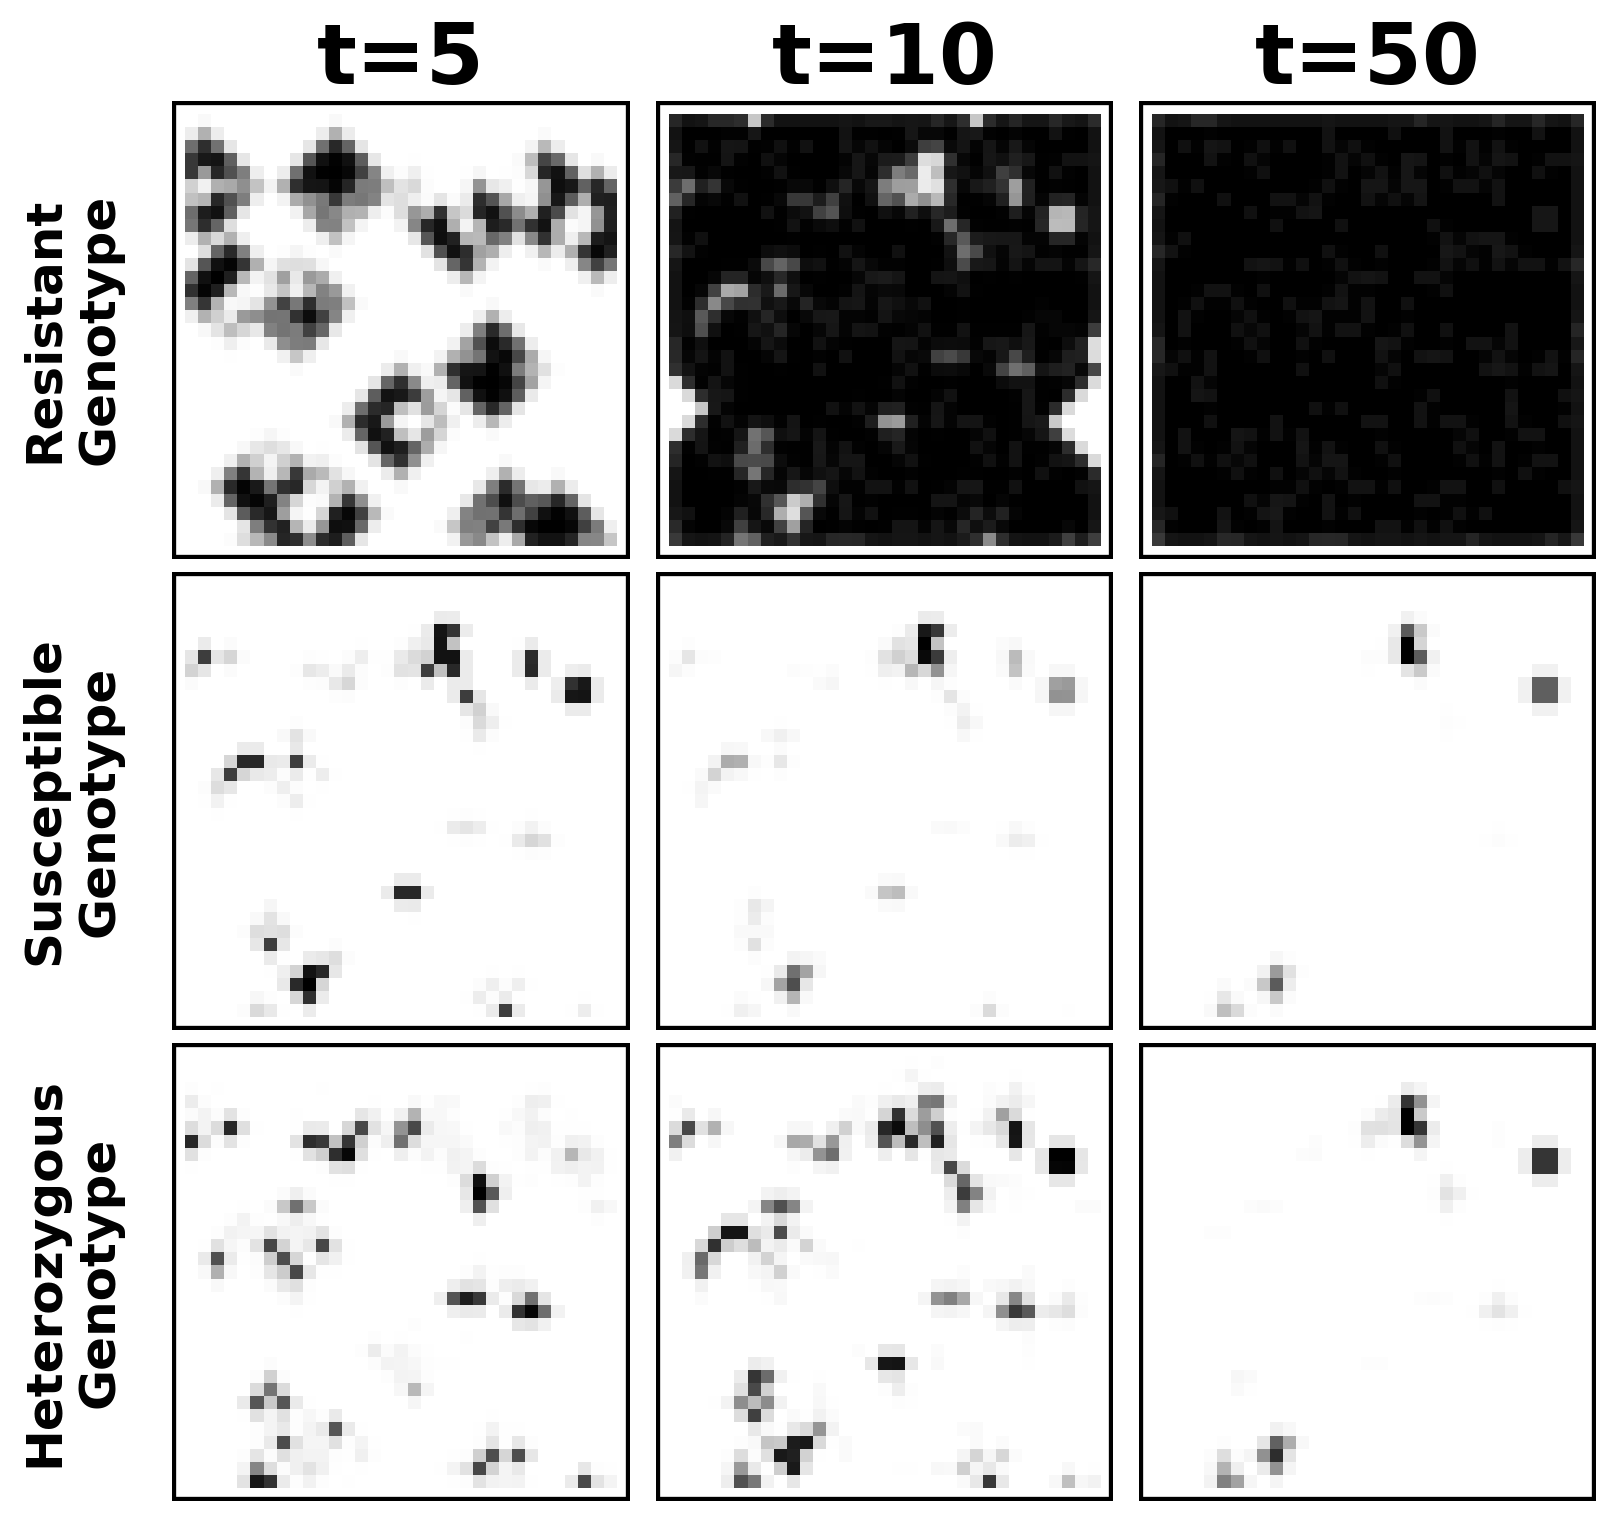 t=5
t=10
t=50
Resistant
Genotype
Susceptible
Genotype
Heterozygous
Genotype